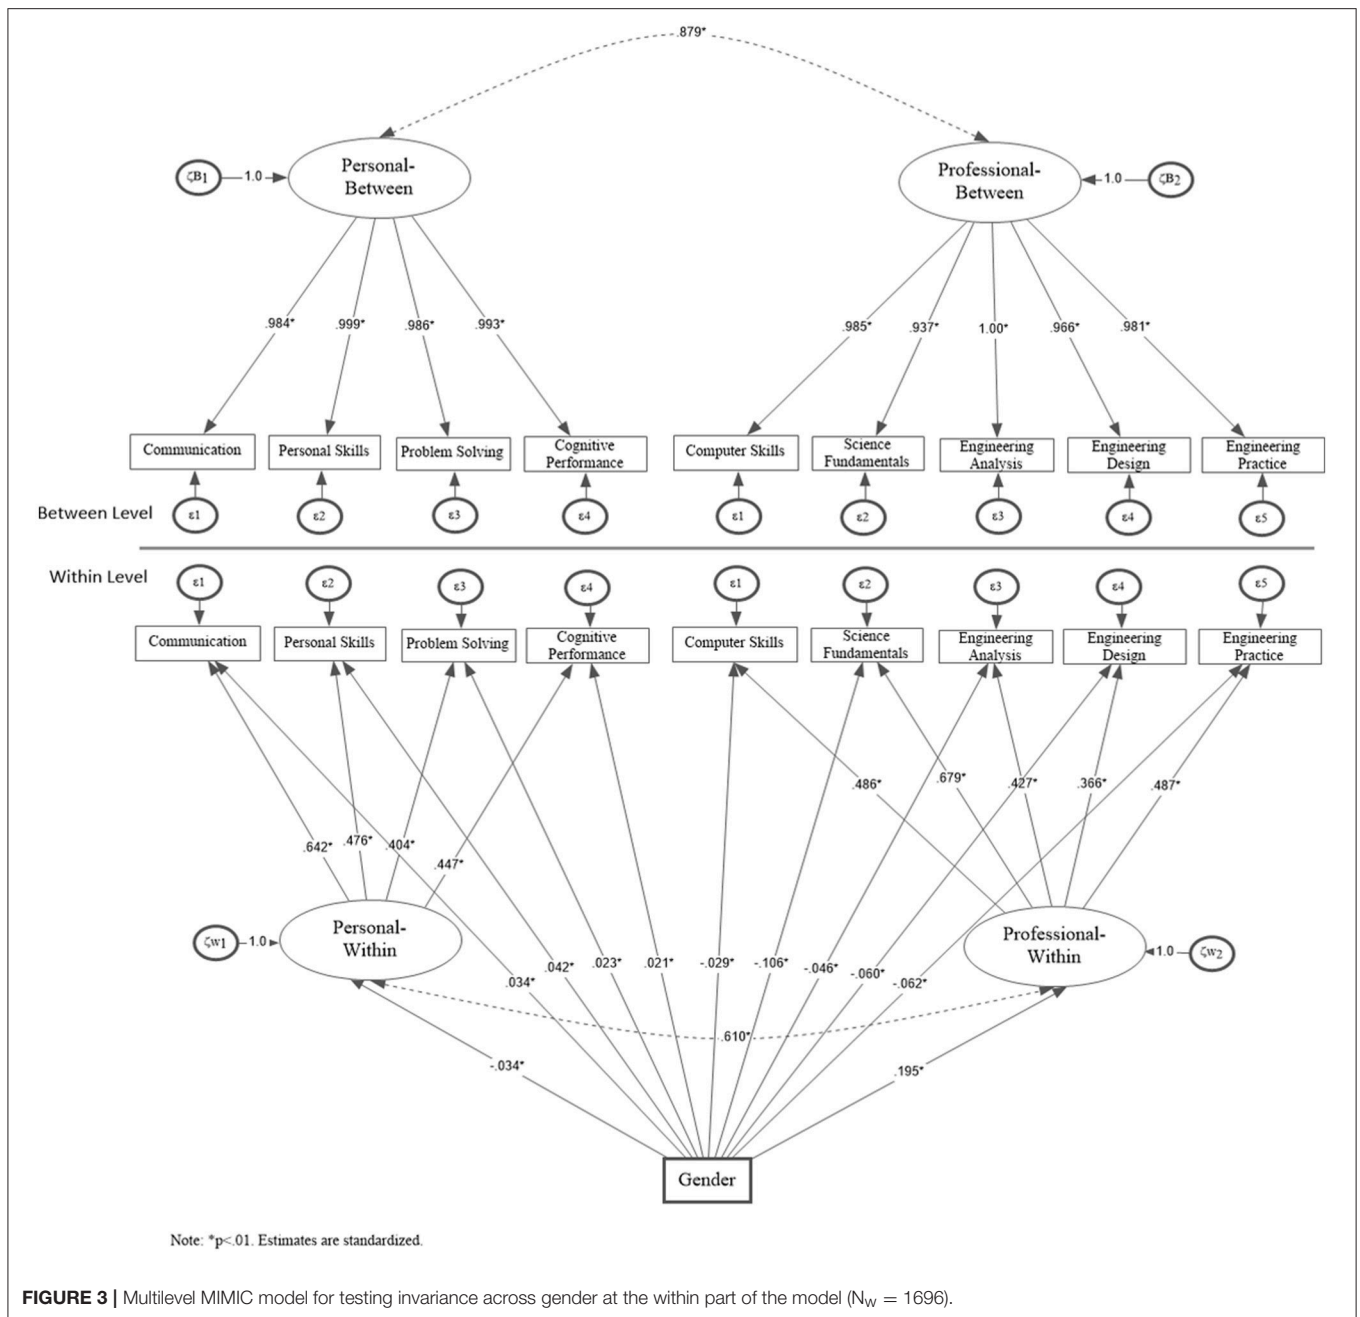 .879*
Personal-
Between
Professional-
Between
ζB1
1.0
1.0
ζB2
.984*
.999*
.986*
.993*
.985*
.937*
1.00*
.966*
.981*
Communication
Personal Skills
Problem Solving
Cognitive
Performance
Computer Skills
Science
Fundamentals
Engineering
Analysis
Engineering
Design
Engineering
Practice
Between Level
ε1
ε2
ε3
ε4
ε1
ε2
ε3
ε4
ε5
Within Level
ε1
ε2
ε3
ε4
ε1
ε2
ε3
ε4
ε5
Communication
Personal Skills
Problem Solving
Cognitive
Performance
Computer Skills
Science
Fundamentals
Engineering
Analysis
Engineering
Design
Engineering
Practice
.486*
.679*
.427*
.366*
.487*
.642*
.476*
.404*
.447*
Personal-
Within
Professional-
Within
ζW1
1.0
1.0
ζW2
.034*
.042*
.023*
.021*
-.029*
-.106*
-.046*
-.060*
-.062*
.610*
-.034*
.195*
Gender
Note: *p<.01. Estimates are standardized.
FIGURE 3 | Multilevel MIMIC model for testing invariance across gender at the within part of the model (NW = 1696).